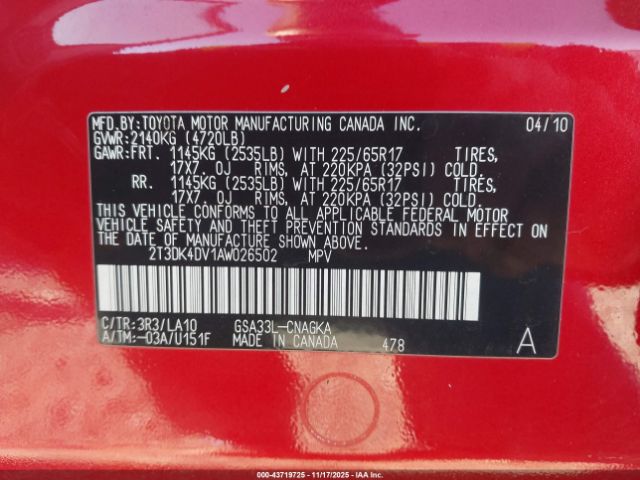 MFD.BY:TOYOTA MOTOR MANUFACTURING CANADA INC. 04/10
GVWR:2140KG (4720LB)
GAWR:FRT. 1145KG (2535LB) WITH 225/65R17 TIRES,
17X7. OJ RIMS, AT 220KPA (32PSI) COLD.
RR. 1145KG (2535LB) WITH 225/65R17 TIRES,
17X7. OJ RIMS, AT 220KPA (32PSI) COLD.
THIS VEHICLE CONFORMS TO ALL APPLICABLE FEDERAL MOTOR
VEHICLE SAFETY AND THEFT PREVENTION STANDARDS IN EFFECT ON
THE DATE OF MANUFACTURE SHOWN ABOVE.
2T3DK4DV1AW026502 MPV
C/TR:3R3/LA10 GSA33L-CNAGKA
A/TM:-03A/U151F MADE IN CANADA 478 A
000-43719725 - 11/17/2025 - IAA Inc.